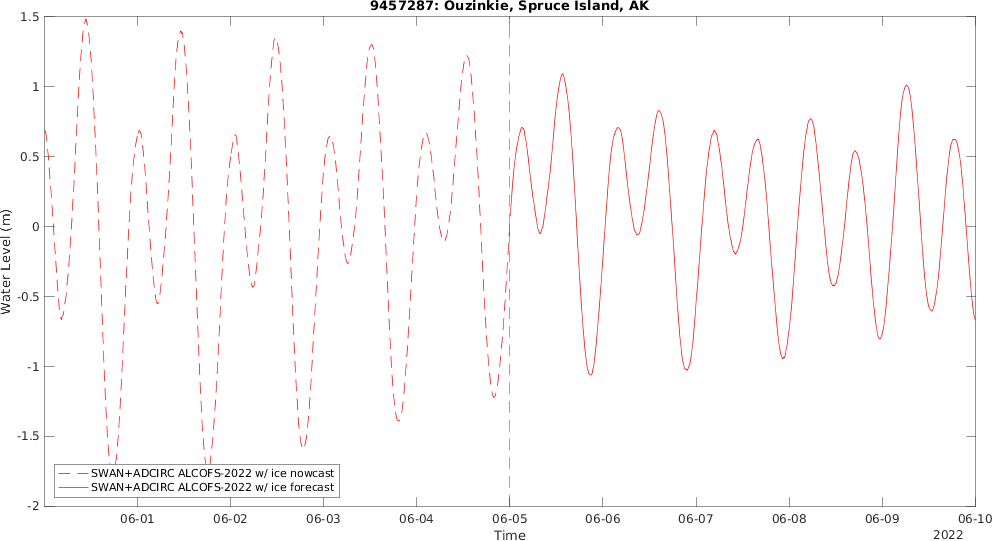 9457287: Ouzinkie, Spruce Island, AK
1.5
1
0.5
0
-0.5
-1
-1.5
-2
Water Level (m)
SWAN+ADCIRC ALCOFS-2022 w/ ice nowcast
SWAN+ADCIRC ALCOFS-2022 w/ ice forecast
06-01 06-02 06-03 06-04 06-05 06-06 06-07 06-08 06-09 06-10
Time
2022